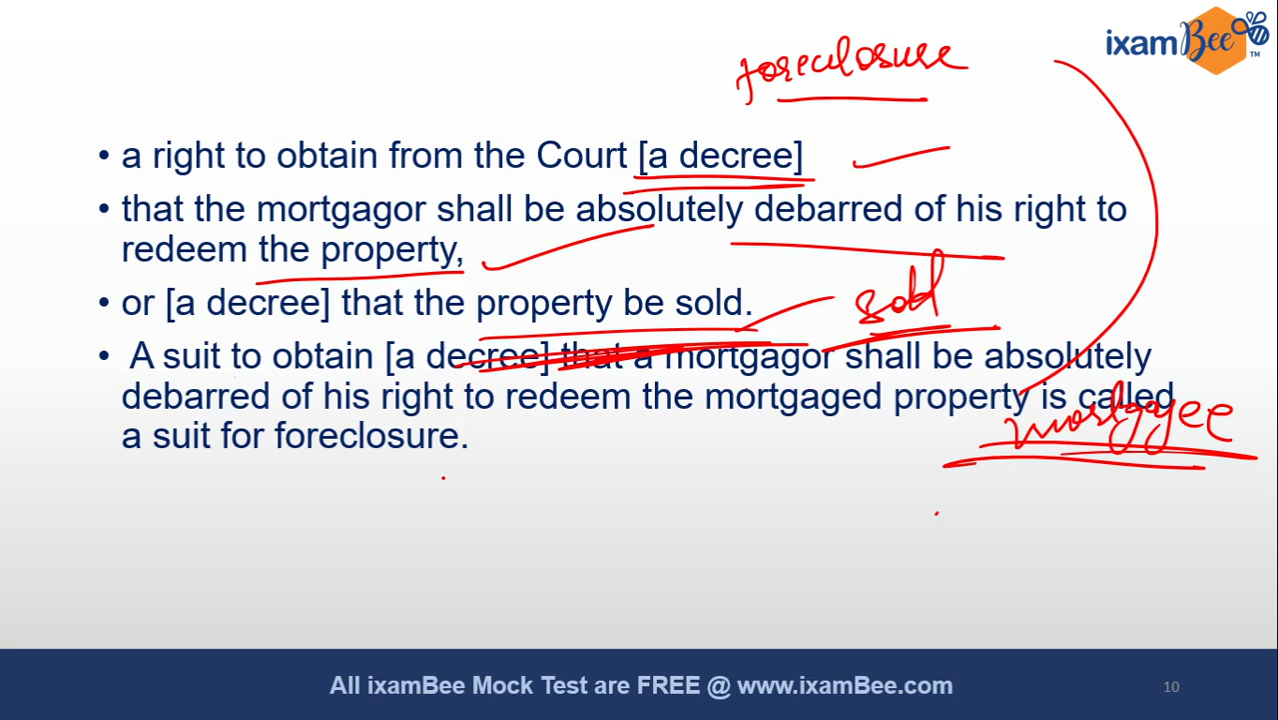 ixamBee™
foreclosure
• a right to obtain from the Court [a decree]
• that the mortgagor shall be absolutely debarred of his right to
redeem the property,
• or [a decree] that the property be sold.
sold
• A suit to obtain [a decree] that a mortgagor shall be absolutely
debarred of his right to redeem the mortgaged property is called
mortgagee
a suit for foreclosure.
All ixamBee Mock Test are FREE @ www.ixamBee.com
10